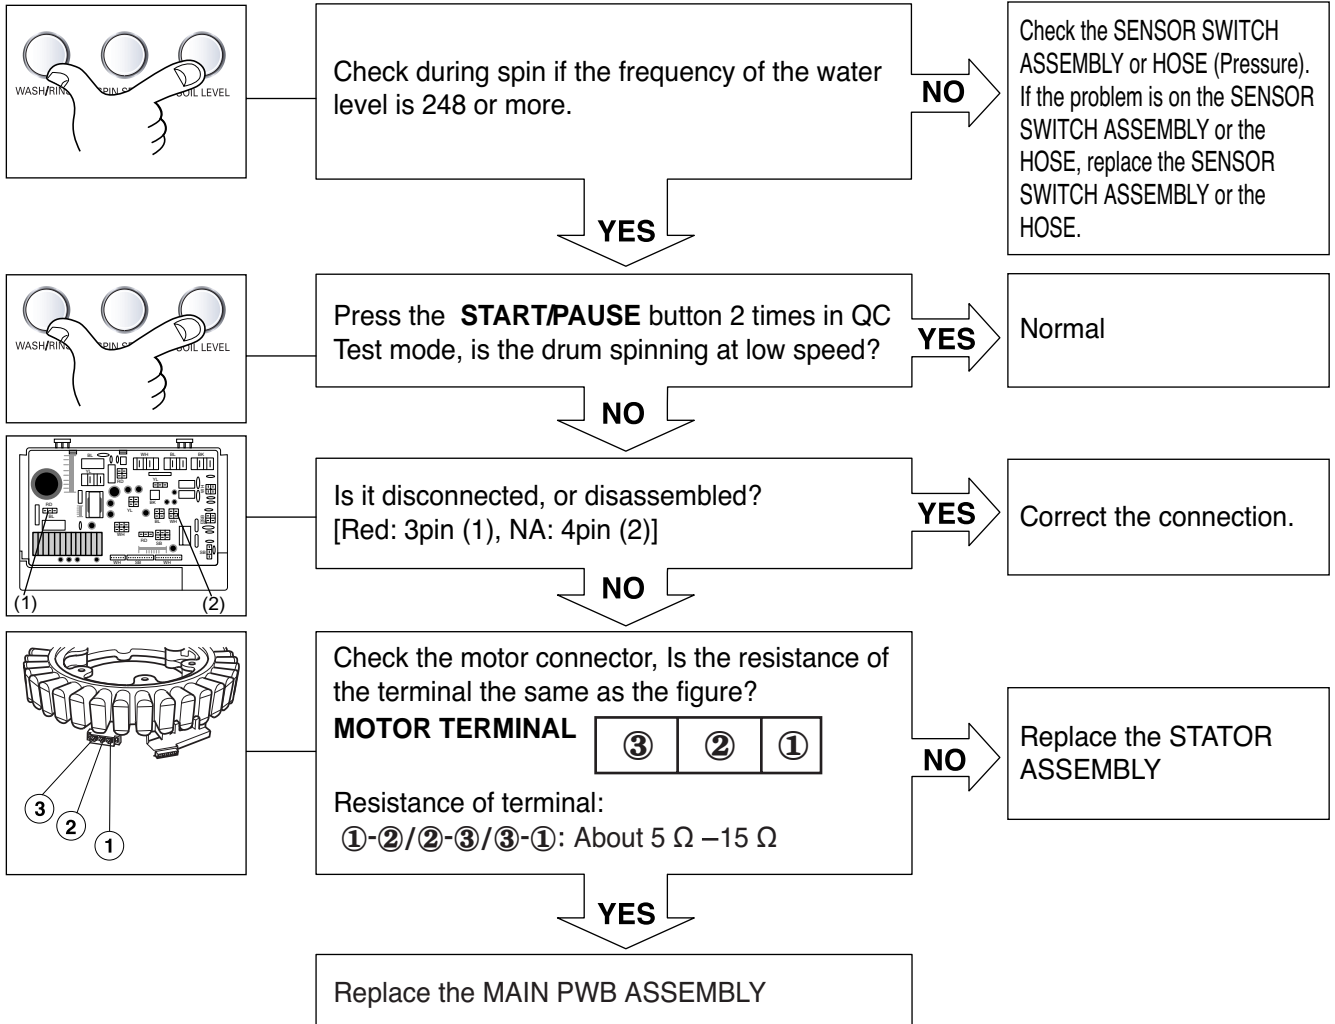 WASH/RIN SPIN S OIL LEVEL
Check during spin if the frequency of the water
level is 248 or more.
NO
Check the SENSOR SWITCH
ASSEMBLY or HOSE (Pressure).
If the problem is on the SENSOR
SWITCH ASSEMBLY or the
HOSE, replace the SENSOR
SWITCH ASSEMBLY or the
HOSE.
YES
WASH/RIN SPIN S OIL LEVEL
Press the START/PAUSE button 2 times in QC
Test mode, is the drum spinning at low speed?
YES
Normal
NO
(1) (2)
Is it disconnected, or disassembled?
[Red: 3pin (1), NA: 4pin (2)]
YES
Correct the connection.
NO
③
②
①
Check the motor connector, Is the resistance of
the terminal the same as the figure?
MOTOR TERMINAL ③ ② ①
Resistance of terminal:
①-②/②-③/③-①: About 5 Ω –15 Ω
NO
Replace the STATOR
ASSEMBLY
YES
Replace the MAIN PWB ASSEMBLY